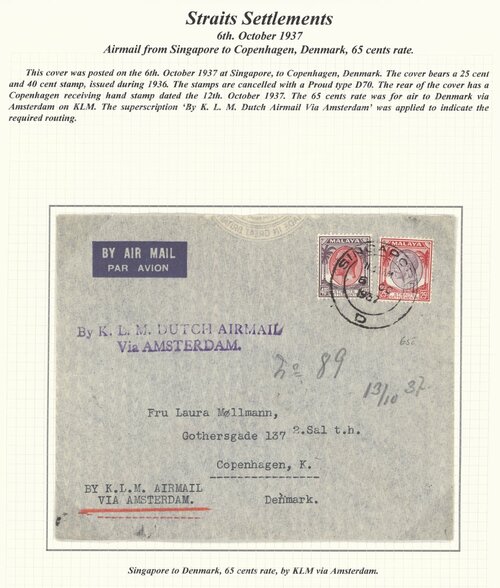 Straits Settlements
6th. October 1937
Airmail from Singapore to Copenhagen, Denmark, 65 cents rate.
This cover was posted on the 6th. October 1937 at Singapore, to Copenhagen, Denmark. The cover bears a 25 cent
and 40 cent stamp, issued during 1936. The stamps are cancelled with a Proud type D70. The rear of the cover has a
Copenhagen receiving hand stamp dated the 12th. October 1937. The 65 cents rate was for air to Denmark via
Amsterdam on KLM. The superscription ‘By K. L. M. Dutch Airmail Via Amsterdam’ was applied to indicate the
required routing.
BY AIR MAIL
PAR AVION
MALAYA
MALAYA
SINGAPORE
1937
D
By K. L. M. DUTCH AIRMAIL
Via AMSTERDAM.
89
13/10 37
Fru Laura Møllmann,
Gothersgade 137 2.Sal t.h.
Copenhagen, K.
Denmark.
BY K.L.M. AIRMAIL
VIA AMSTERDAM.
Singapore to Denmark, 65 cents rate, by KLM via Amsterdam.